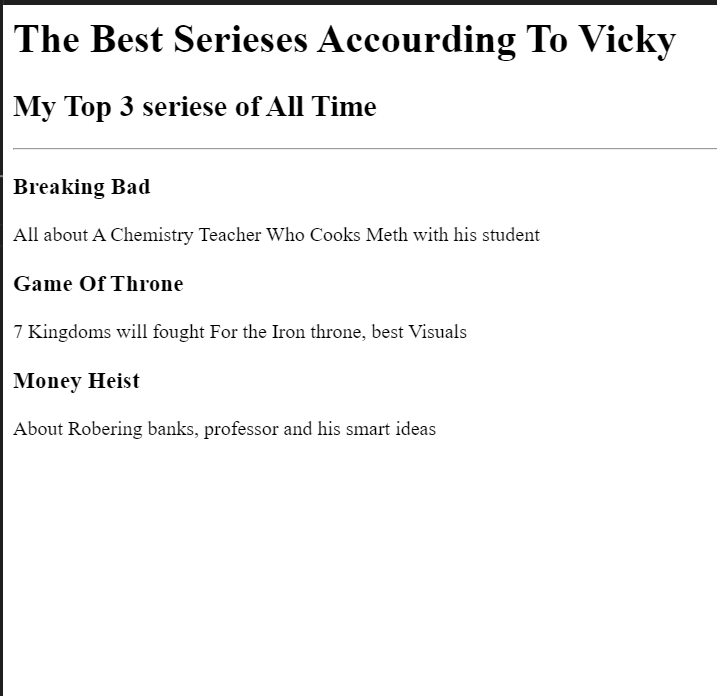 The Best Serieses Accourding To Vicky
My Top 3 seriese of All Time
Breaking Bad
All about A Chemistry Teacher Who Cooks Meth with his student
Game Of Throne
7 Kingdoms will fought For the Iron throne, best Visuals
Money Heist
About Robering banks, professor and his smart ideas